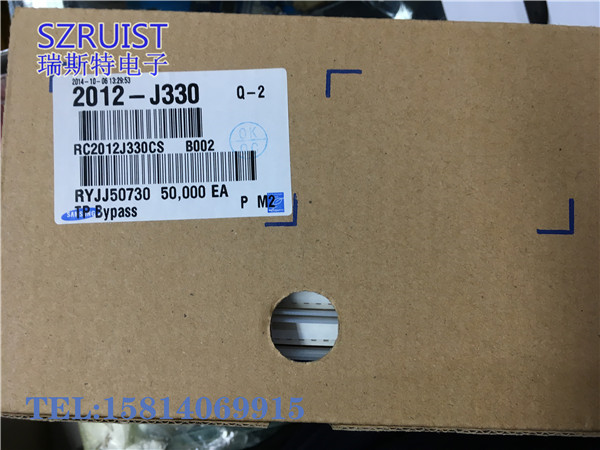 SZRUIST
瑞斯特电子
2014-10-06 13:29:53
2012-J330 Q-2
RC2012J330CS B002
OK
RYJJ50730 50,000 EA
TP Bypass P M2
TEL:15814069915